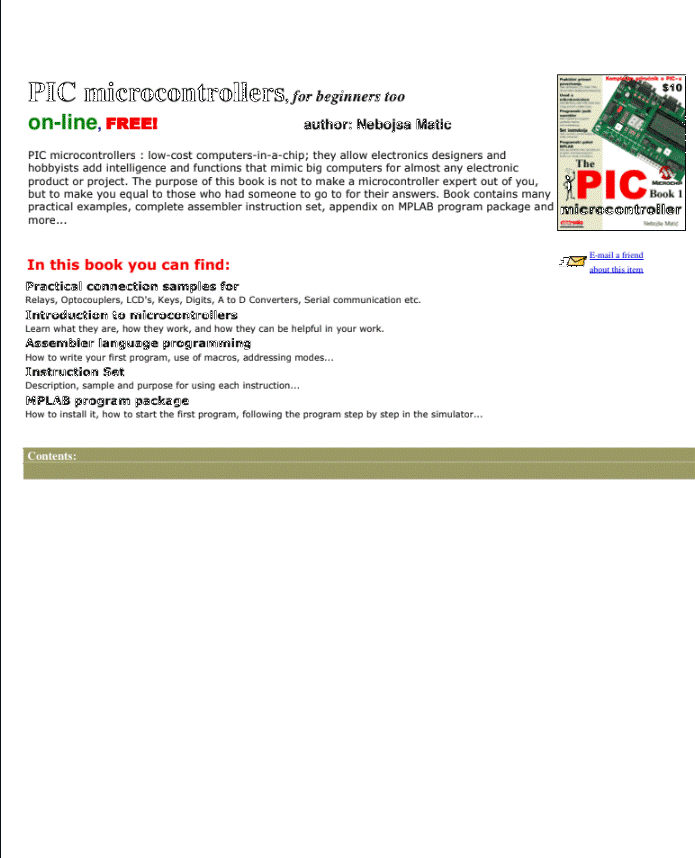 PIC microcontrollers, for beginners too
on-line, FREE!
author: Nebojsa Matic
PIC microcontrollers : low-cost computers-in-a-chip; they allow electronics designers and
hobbyists add intelligence and functions that mimic big computers for almost any electronic
product or project. The purpose of this book is not to make a microcontroller expert out of you,
but to make you equal to those who had someone to go to for their answers. Book contains many
practical examples, complete assembler instruction set, appendix on MPLAB program package and
more...
$10
The
PIC
MICROCHIP
Book 1
microcontroller
Nebojsa Matić
E-mail a friend
about this item
In this book you can find:
Practical connection samples for
Relays, Optocouplers, LCD's, Keys, Digits, A to D Converters, Serial communication etc.
Introduction to microcontrollers
Learn what they are, how they work, and how they can be helpful in your work.
Assembler language programming
How to write your first program, use of macros, addressing modes...
Instruction Set
Description, sample and purpose for using each instruction...
MPLAB program package
How to install it, how to start the first program, following the program step by step in the simulator...
Contents: